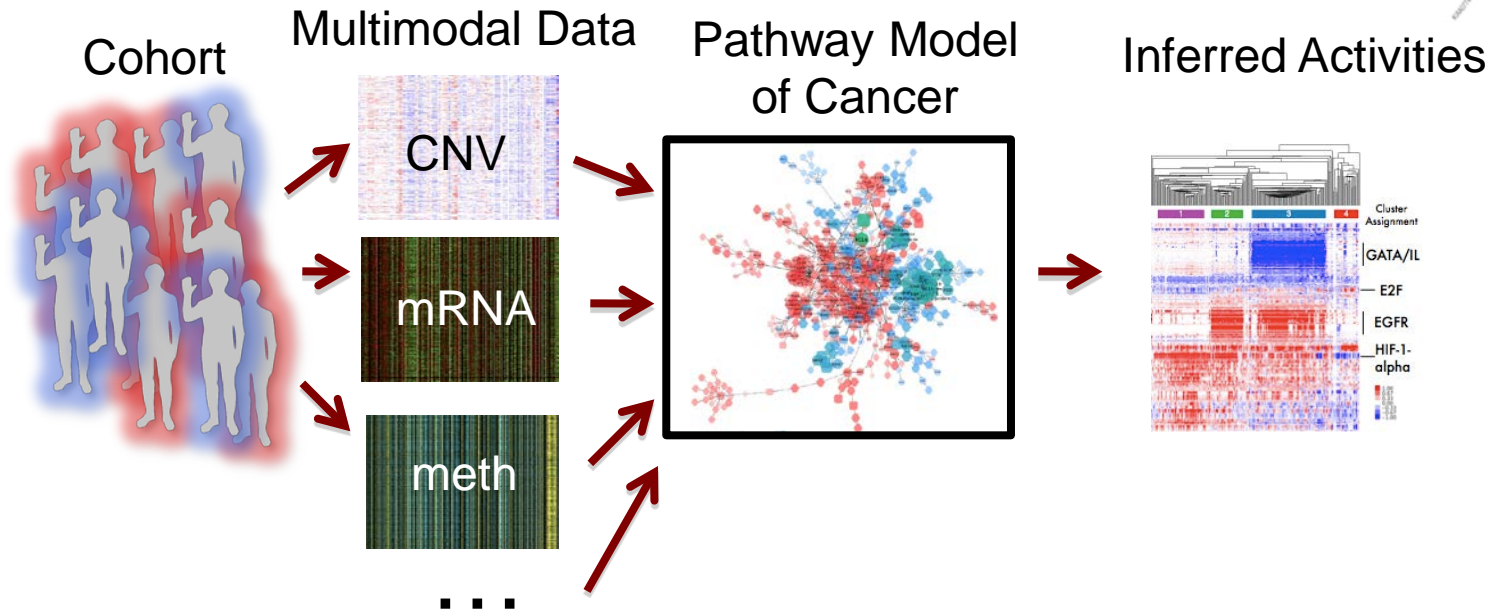 Cohort
Multimodal Data
Pathway Model
of Cancer
Inferred Activities
CNV
mRNA
meth
...
1 2 3 4
Cluster
Assignment
GATA/IL
E2F
EGFR
HIF-1-
alpha